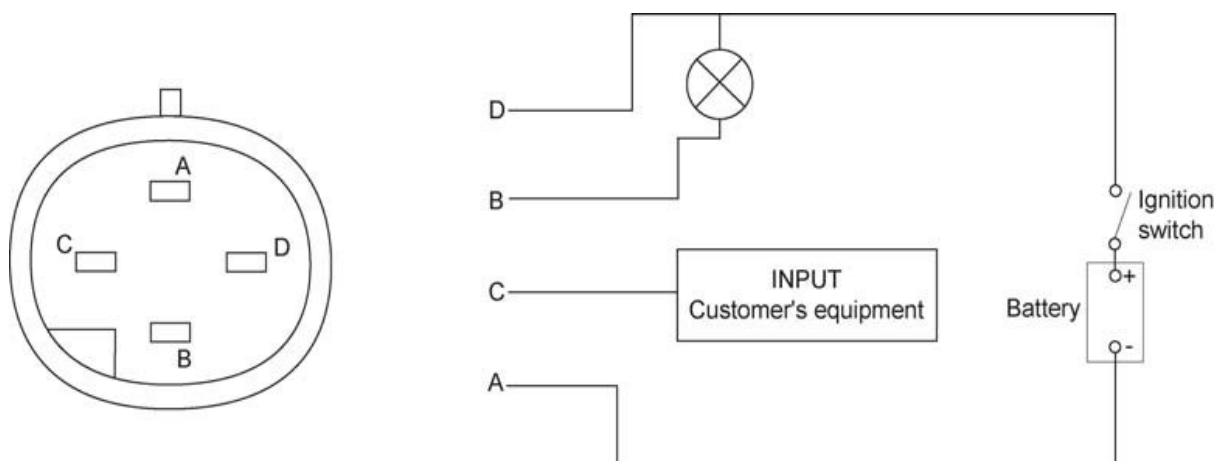 A
C
D
B
D
B
C
A
INPUT
Customer's equipment
Ignition
switch
Battery
+
-